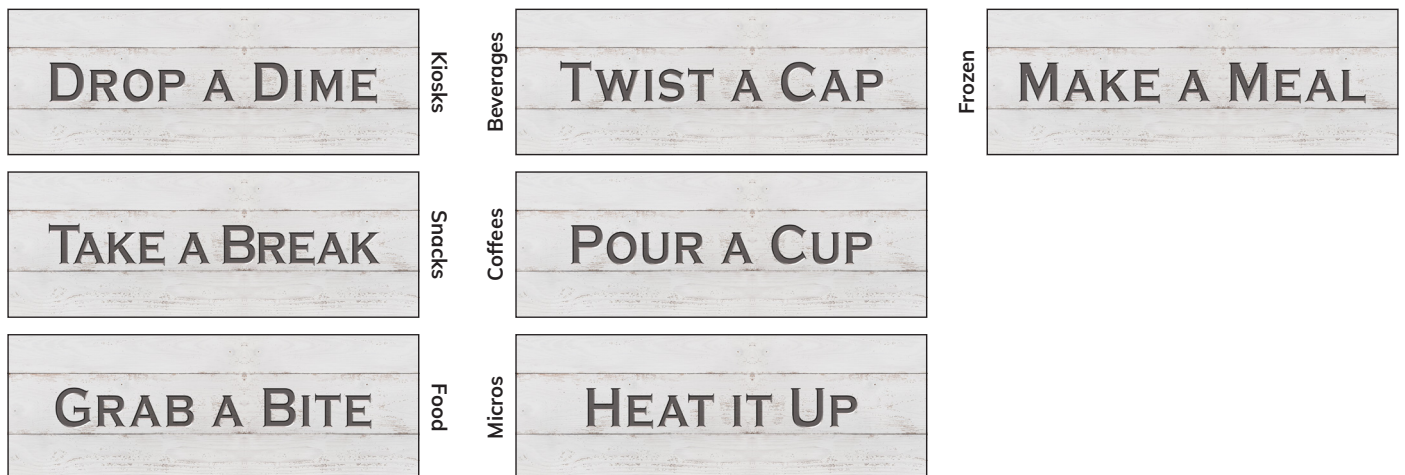 DROP A DIME
Kiosks
Beverages
TWIST A CAP
Frozen
MAKE A MEAL
TAKE A BREAK
Snacks
Coffees
POUR A CUP
GRAB A BITE
Food
Micros
HEAT IT UP